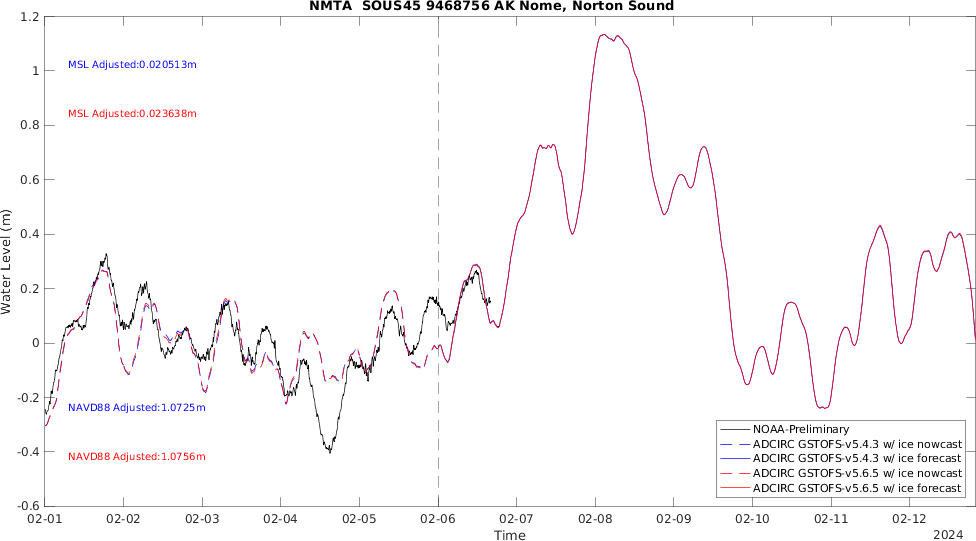 NMTA  SOUS45 9468756 AK Nome, Norton Sound
1.2
1
0.8
0.6
0.4
0.2
0
-0.2
-0.4
-0.6
Water Level (m)
MSL Adjusted:0.020513m
MSL Adjusted:0.023638m
NAVD88 Adjusted:1.0725m
NAVD88 Adjusted:1.0756m
NOAA-Preliminary
ADCIRC GSTOFS-v5.4.3 w/ ice nowcast
ADCIRC GSTOFS-v5.4.3 w/ ice forecast
ADCIRC GSTOFS-v5.6.5 w/ ice nowcast
ADCIRC GSTOFS-v5.6.5 w/ ice forecast
02-01 02-02 02-03 02-04 02-05 02-06 02-07 02-08 02-09 02-10 02-11 02-12
Time
2024